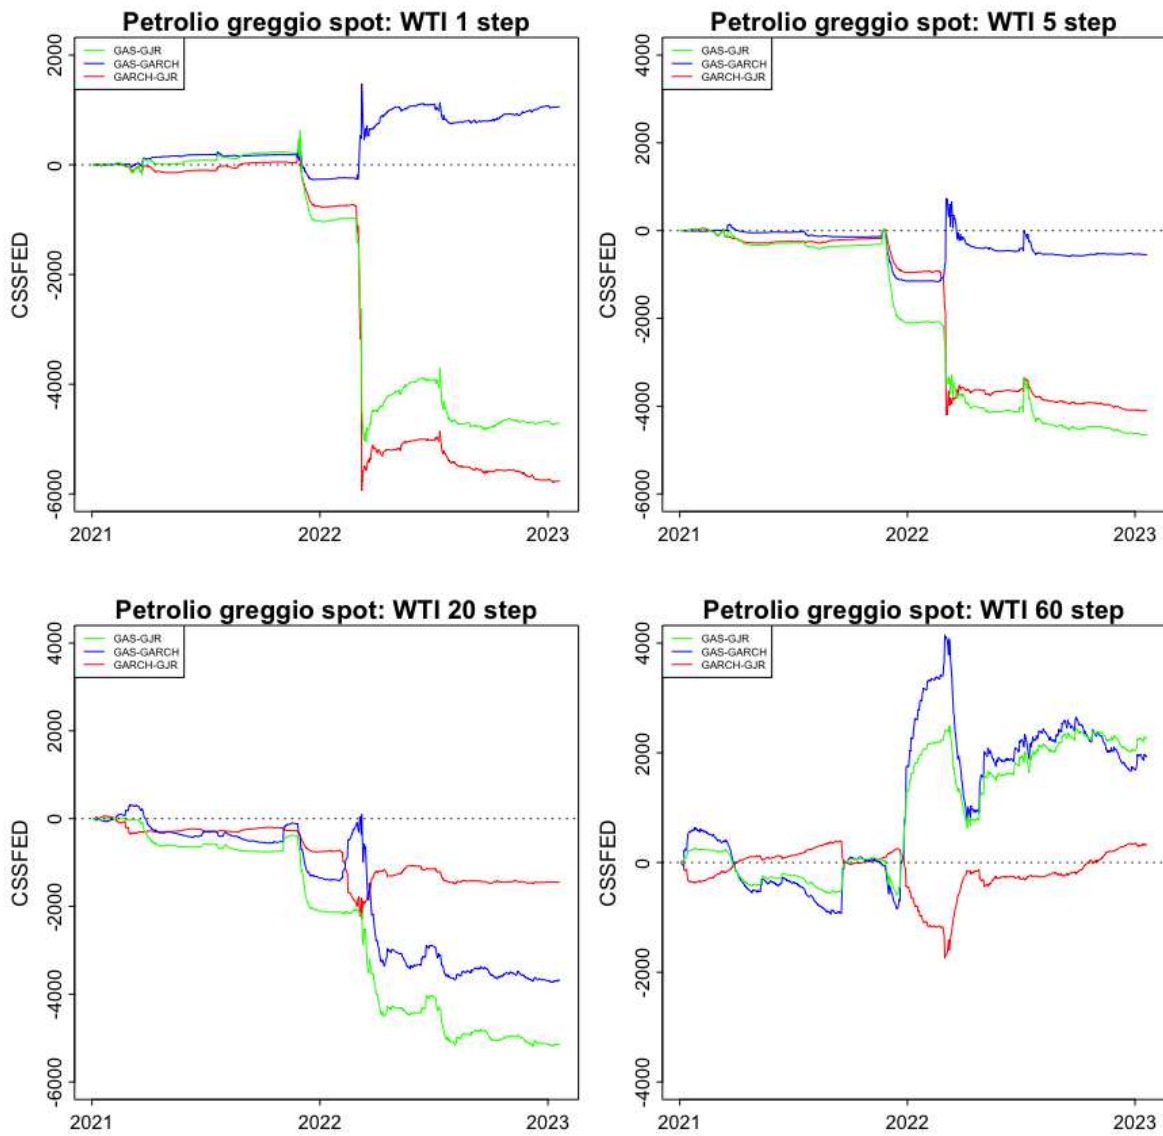 Petrolio greggio spot: WTI 1 step
GAS-GJR
GAS-GARCH
GARCH-GJR
CSSFED
2000
0
-2000
-4000
-6000
2021
2022
2023
Petrolio greggio spot: WTI 5 step
GAS-GJR
GAS-GARCH
GARCH-GJR
CSSFED
4000
2000
0
-2000
-4000
-6000
2021
2022
2023
Petrolio greggio spot: WTI 20 step
GAS-GJR
GAS-GARCH
GARCH-GJR
CSSFED
4000
2000
0
-2000
-4000
-6000
2021
2022
2023
Petrolio greggio spot: WTI 60 step
GAS-GJR
GAS-GARCH
GARCH-GJR
CSSFED
4000
2000
0
-2000
-4000
2021
2022
2023